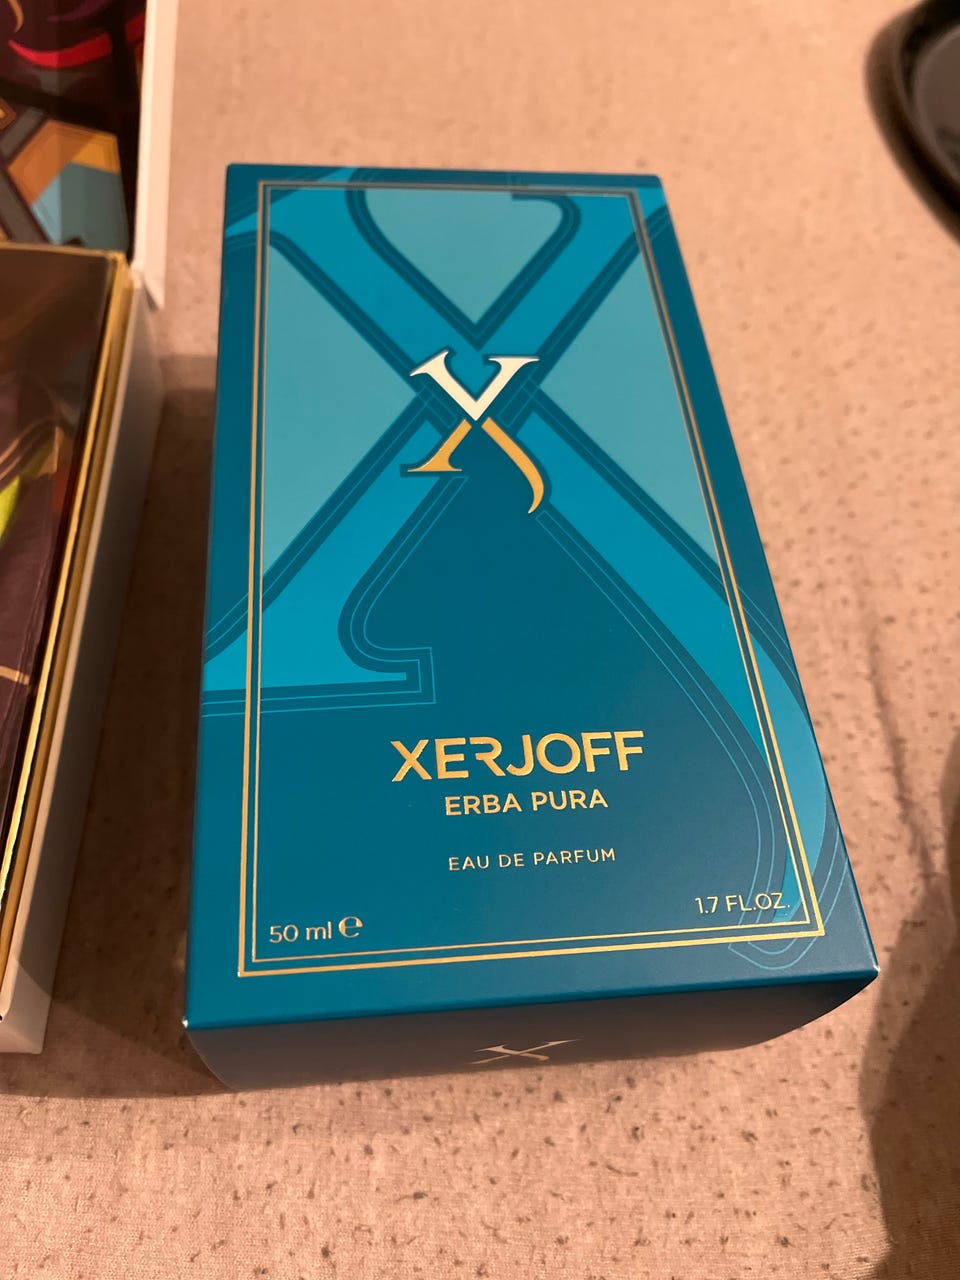 XERJOFF
ERBA PURA
EAU DE PARFUM
50 ml ℮
1.7 FL.OZ.